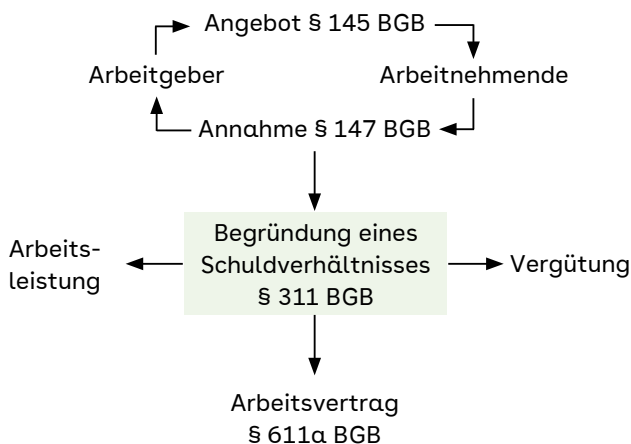 Angebot § 145 BGB
Arbeitgeber
Arbeitnehmende
Annahme § 147 BGB
Begründung eines
Schuldverhältnisses
§ 311 BGB
Arbeits-
leistung
Vergütung
Arbeitsvertrag
§ 611a BGB